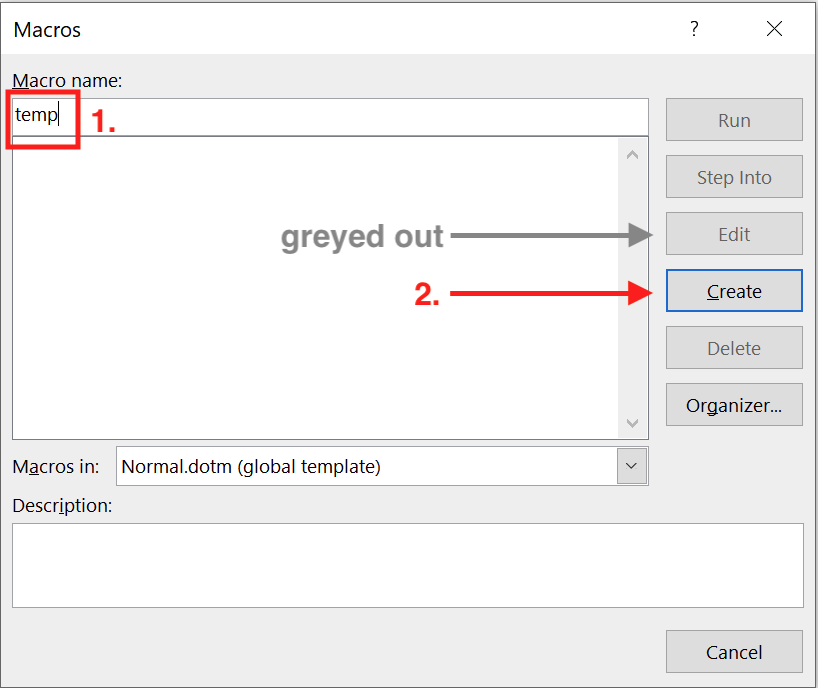 Macros ?
Macro name:
temp
1.
Run
Step Into
greyed out
Edit
2.
Create
Delete
Organizer...
Macros in:
Normal.dotm (global template)
Description:
Cancel